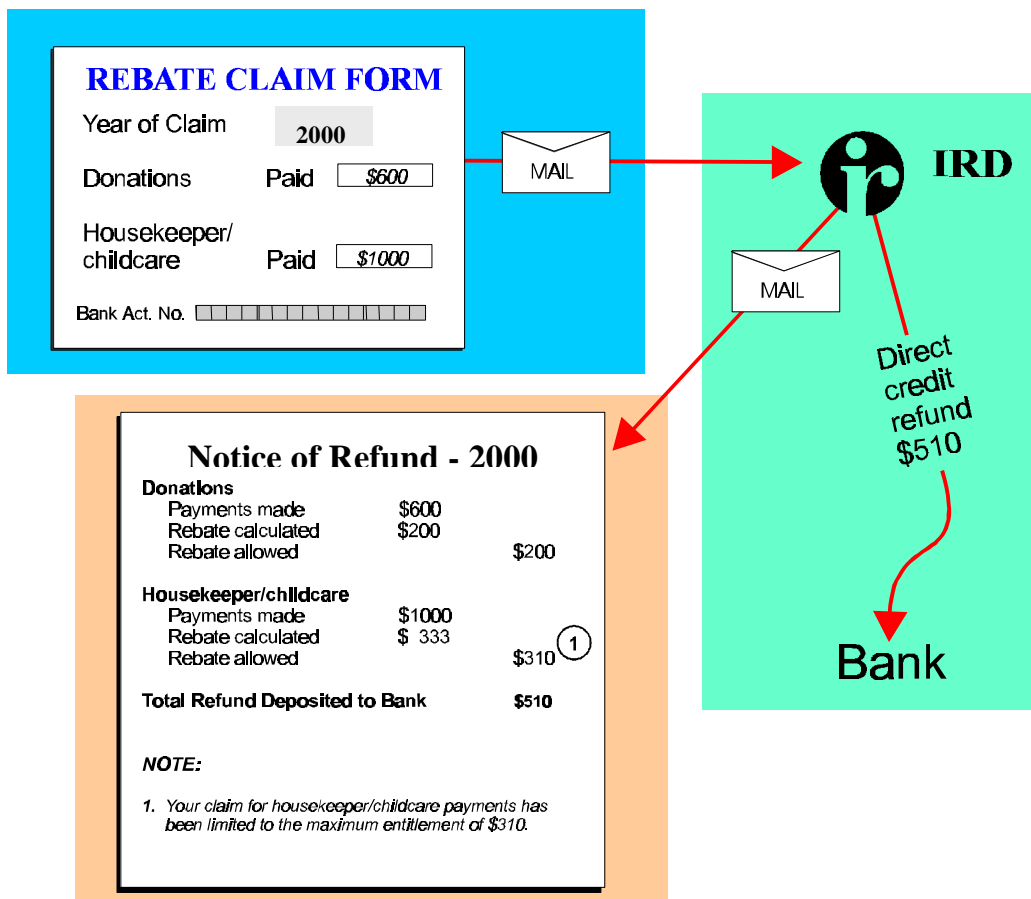 REBATE CLAIM FORM
Year of Claim 2000
Donations Paid $600
Housekeeper/
childcare Paid $1000
Bank Act. No.
MAIL
ir IRD
MAIL
Direct
credit
refund
$510
Bank
Notice of Refund - 2000
Donations
Payments made $600
Rebate calculated $200
Rebate allowed $200
Housekeeper/childcare
Payments made $1000
Rebate calculated $ 333
Rebate allowed $310 1
Total Refund Deposited to Bank $510
NOTE:
1. Your claim for housekeeper/childcare payments has
been limited to the maximum entitlement of $310.